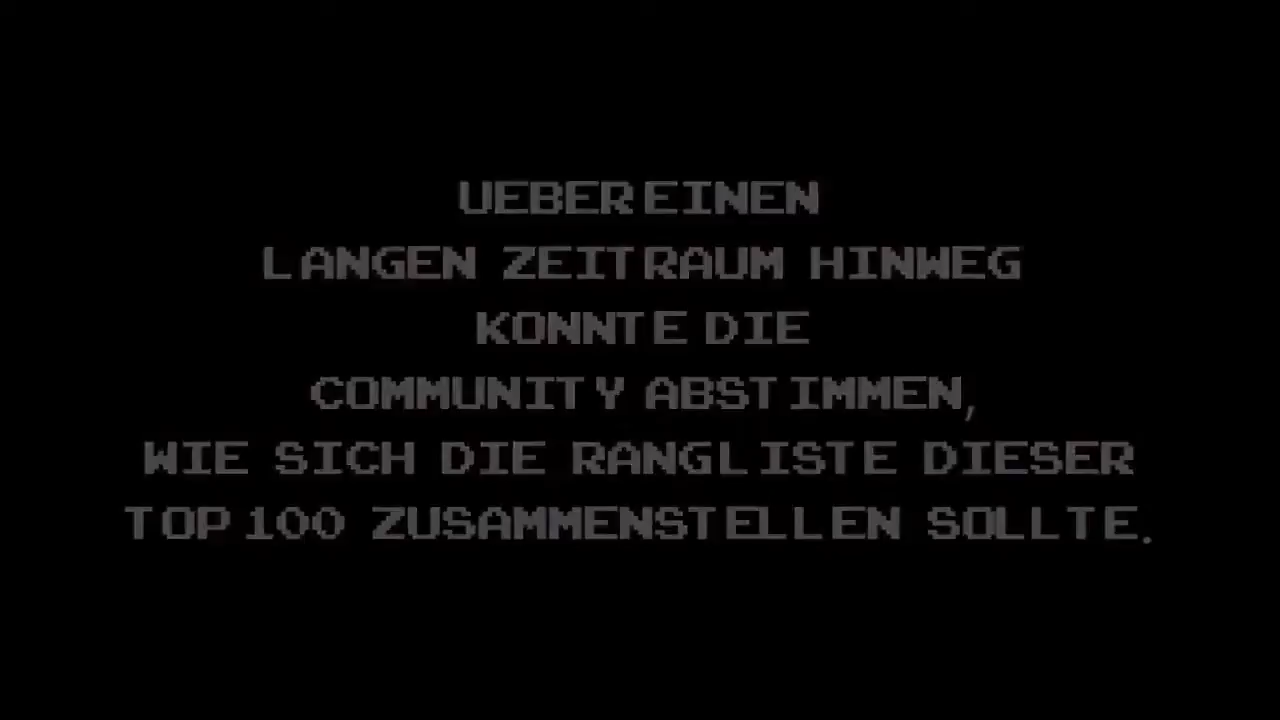 UEBER EINEN
LANGEN ZEITRAUM HINWEG
KONNTE DIE
COMMUNITY ABSTIMMEN,
WIE SICH DIE RANGLISTE DIESER
TOP 100 ZUSAMMENSTELLEN SOLLTE.